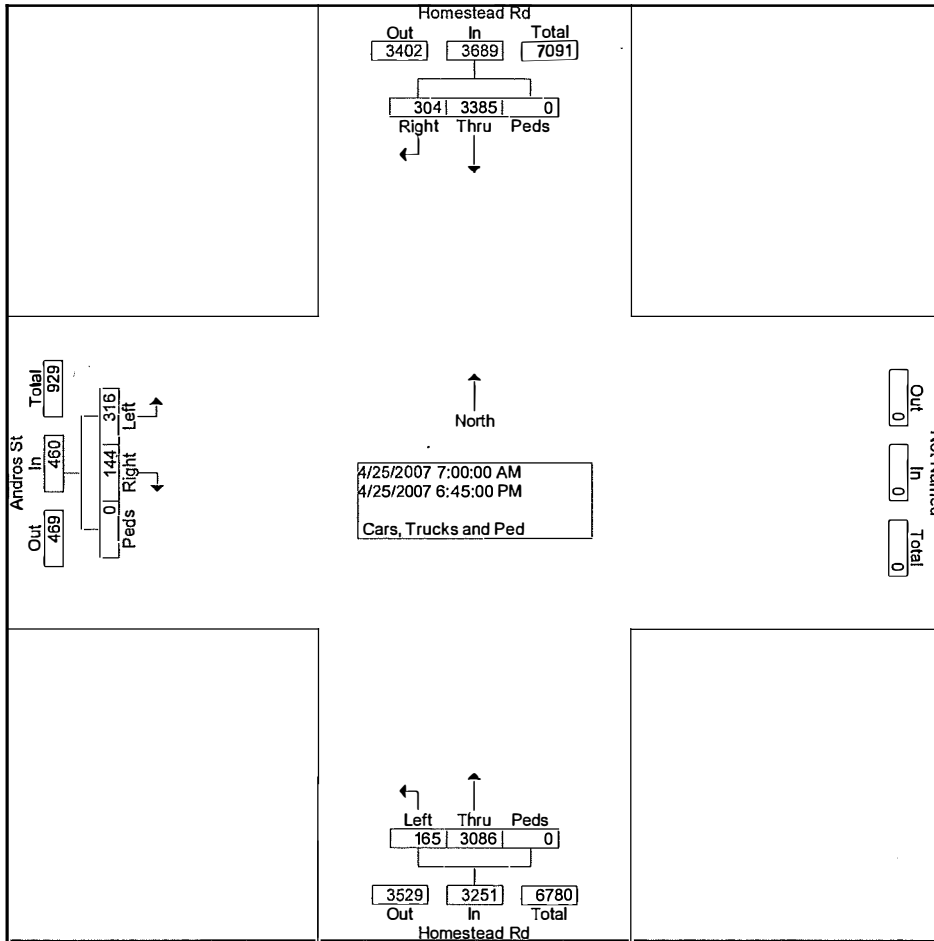 Homestead Rd
Out In Total
3402 3689 7091
304 3385 0
Right Thru Peds
Andros St
Total In Out
929 460 469
316 144 0
Left Right Peds
North
4/25/2007 7:00:00 AM
4/25/2007 6:45:00 PM
Cars, Trucks and Ped
Out In Total
0 0 0
Left Thru Peds
165 3086 0
3529 3251 6780
Out In Total
Homestead Rd